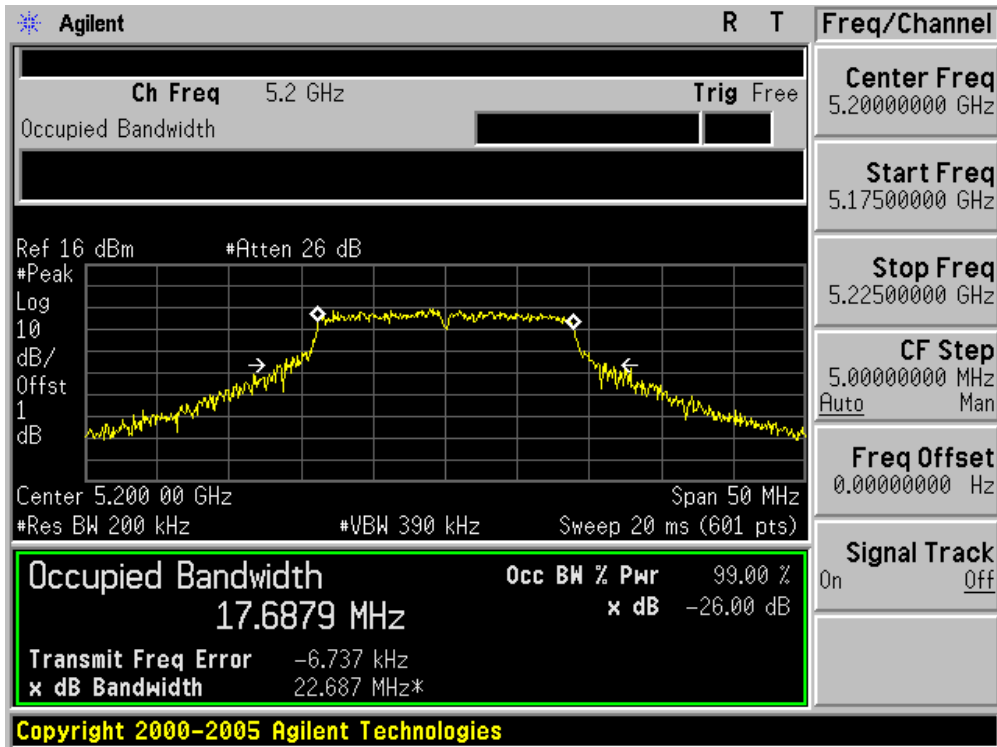 Agilent R T
Ch Freq 5.2 GHz Trig Free
Occupied Bandwidth
Ref 16 dBm #Atten 26 dB
#Peak
Log
10
dB/
Offst
1
dB
Center 5.200 00 GHz Span 50 MHz
#Res BW 200 kHz #VBW 390 kHz Sweep 20 ms (601 pts)
Occupied Bandwidth Occ BW % Pwr 99.00 %
17.6879 MHz x dB -26.00 dB
Transmit Freq Error -6.737 kHz
x dB Bandwidth 22.687 MHz*
Copyright 2000-2005 Agilent Technologies
Freq/Channel
Center Freq
5.20000000 GHz
Start Freq
5.17500000 GHz
Stop Freq
5.22500000 GHz
CF Step
5.00000000 MHz
Auto Man
Freq Offset
0.00000000 Hz
Signal Track
On Off